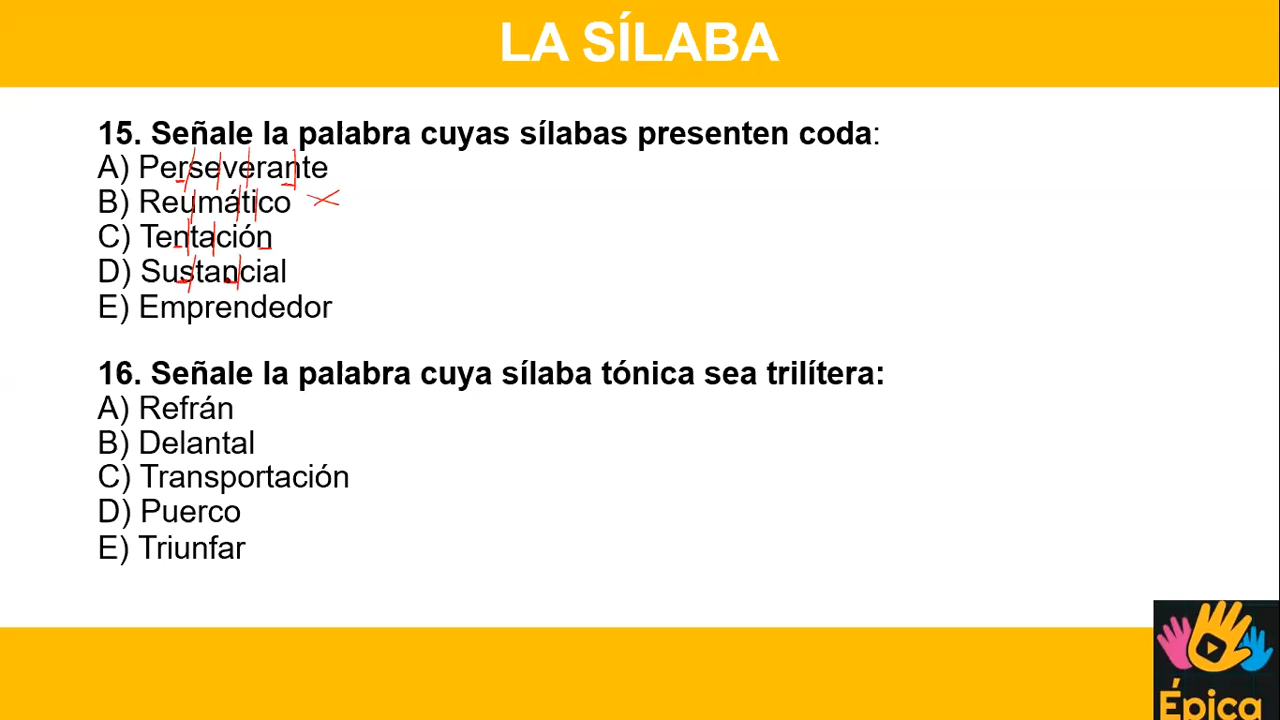 LA SÍLABA
15. Señale la palabra cuyas sílabas presenten coda:
A) Perseverante
B) Reumático
C) Tentación
D) Sustancial
E) Emprendedor
16. Señale la palabra cuya sílaba tónica sea trilítera:
A) Refrán
B) Delantal
C) Transportación
D) Puerco
E) Triunfar
Épica